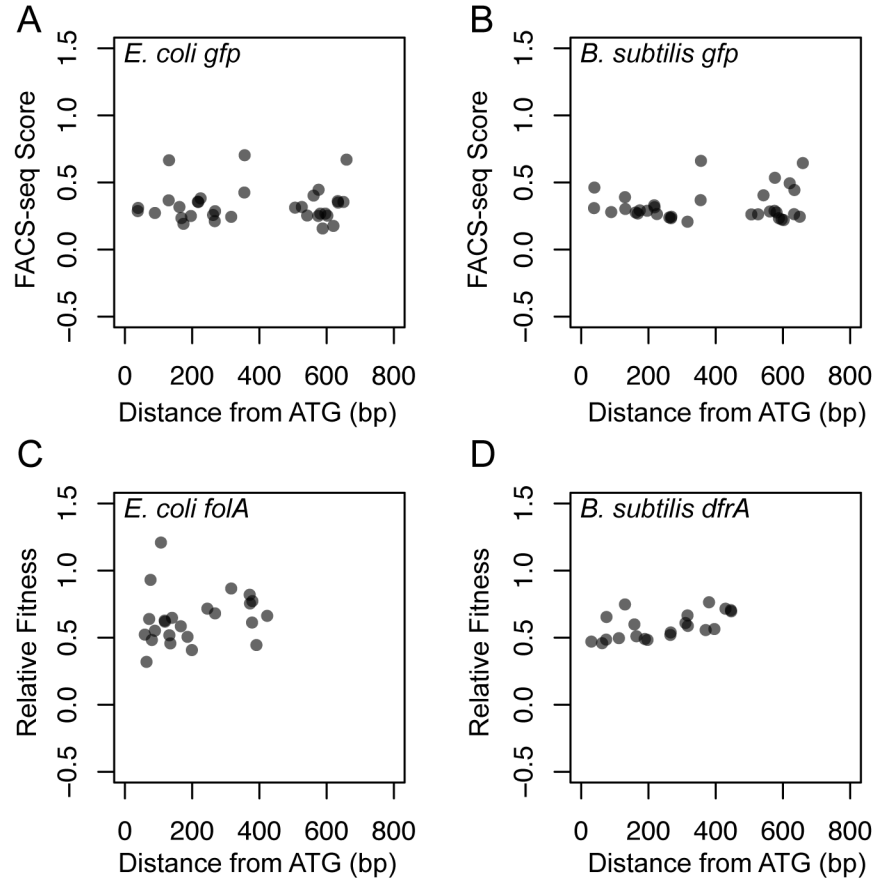 A
E. coli gfp
FACS-seq Score
1.5
1.0
0.5
0.0
−0.5
0 200 400 600 800
Distance from ATG (bp)
B
B. subtilis gfp
FACS-seq Score
1.5
1.0
0.5
0.0
−0.5
0 200 400 600 800
Distance from ATG (bp)
C
E. coli folA
Relative Fitness
1.5
1.0
0.5
0.0
−0.5
0 200 400 600 800
Distance from ATG (bp)
D
B. subtilis dfrA
Relative Fitness
1.5
1.0
0.5
0.0
−0.5
0 200 400 600 800
Distance from ATG (bp)